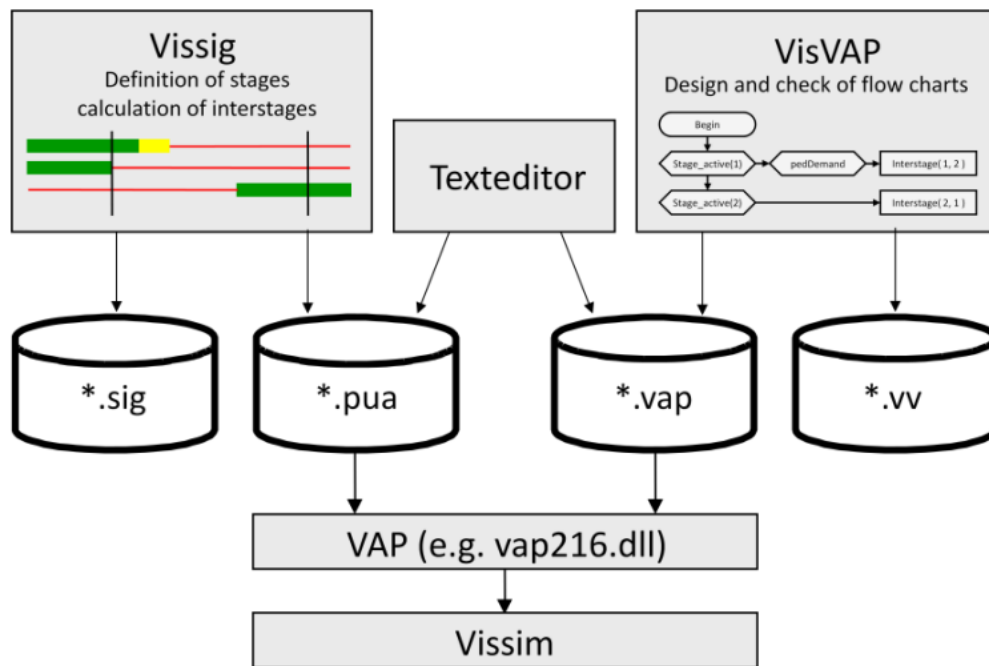 Vissig
Definition of stages
calculation of interstages
Texteditor
VisVAP
Design and check of flow charts
Begin
Stage_active(1)
pedDemand
Interstage( 1, 2 )
Stage_active(2)
Interstage( 2, 1 )
*.sig
*.pua
*.vap
*.vv
VAP (e.g. vap216.dll)
Vissim